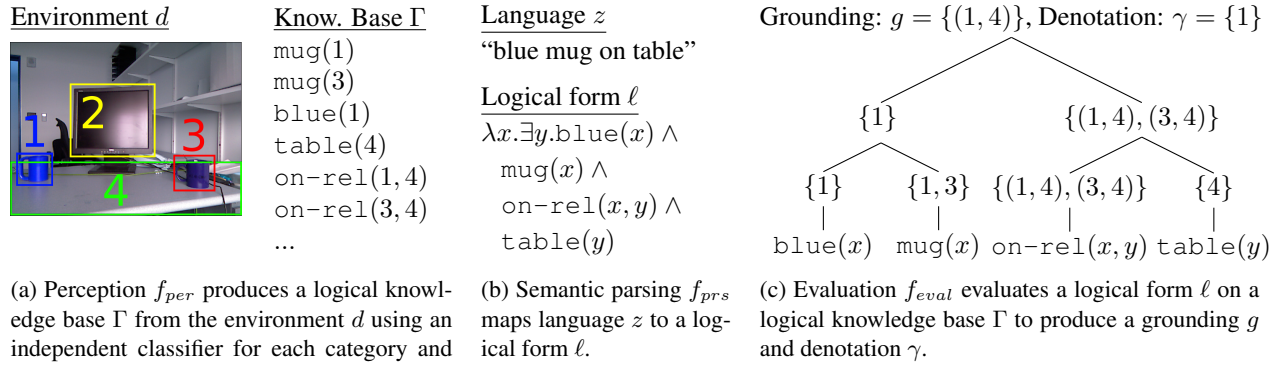 Environment d
1
2
3
4
Know. Base Γ
mug(1)
mug(3)
blue(1)
table(4)
on-rel(1, 4)
on-rel(3, 4)
...
(a) Perception f_per produces a logical knowl-
edge base Γ from the environment d using an
independent classifier for each category and
Language z
“blue mug on table”
Logical form ℓ
λx.∃y.blue(x) ∧
mug(x) ∧
on-rel(x, y) ∧
table(y)
(b) Semantic parsing f_prs
maps language z to a log-
ical form ℓ.
Grounding: g = {(1, 4)}, Denotation: γ = {1}
{1} {(1, 4), (3, 4)}
{1} {1, 3} {(1, 4), (3, 4)} {4}
blue(x) mug(x) on-rel(x, y) table(y)
(c) Evaluation f_eval evaluates a logical form ℓ on a
logical knowledge base Γ to produce a grounding g
and denotation γ.